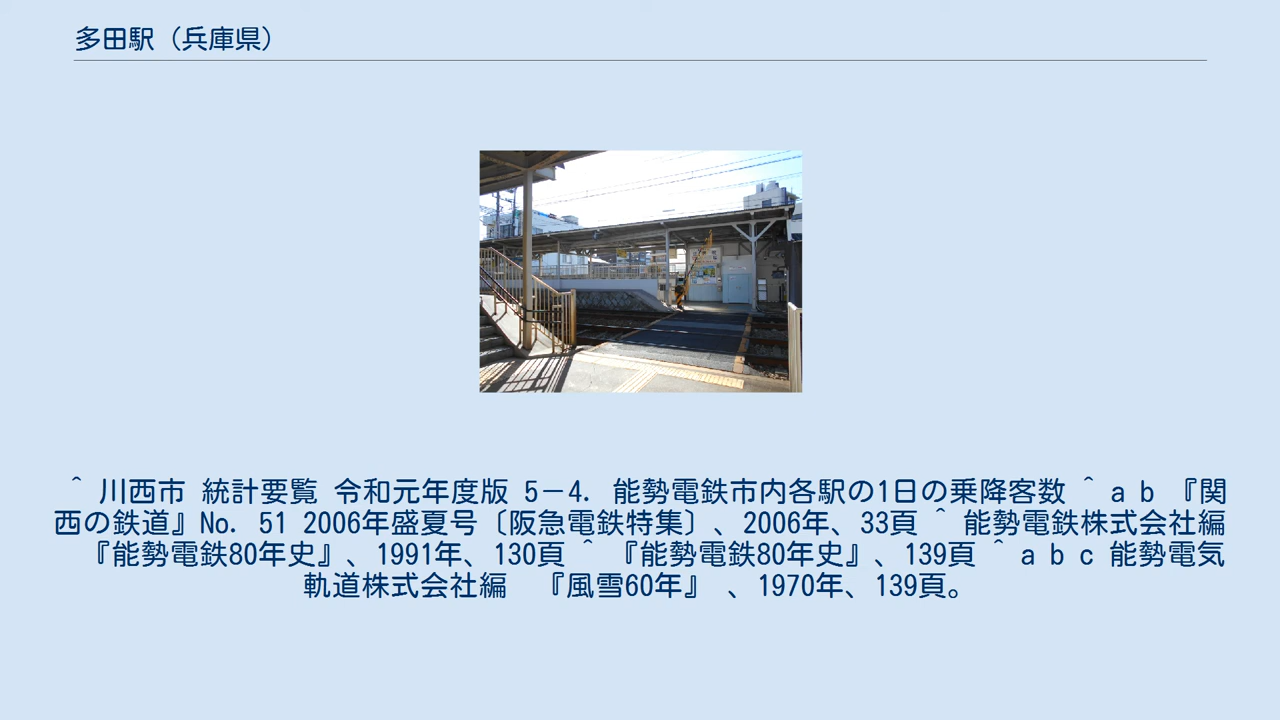 多田駅（兵庫県）
^ 川西市 統計要覧 令和元年度版 5－4. 能勢電鉄市内各駅の1日の乗降客数 ^ a b 『関
西の鉄道』No. 51 2006年盛夏号〔阪急電鉄特集〕、2006年、33頁 ^ 能勢電鉄株式会社編
『能勢電鉄80年史』、1991年、130頁 ^ 『能勢電鉄80年史』、139頁 ^ a b c 能勢電気
軌道株式会社編　『風雪60年』 、1970年、139頁。